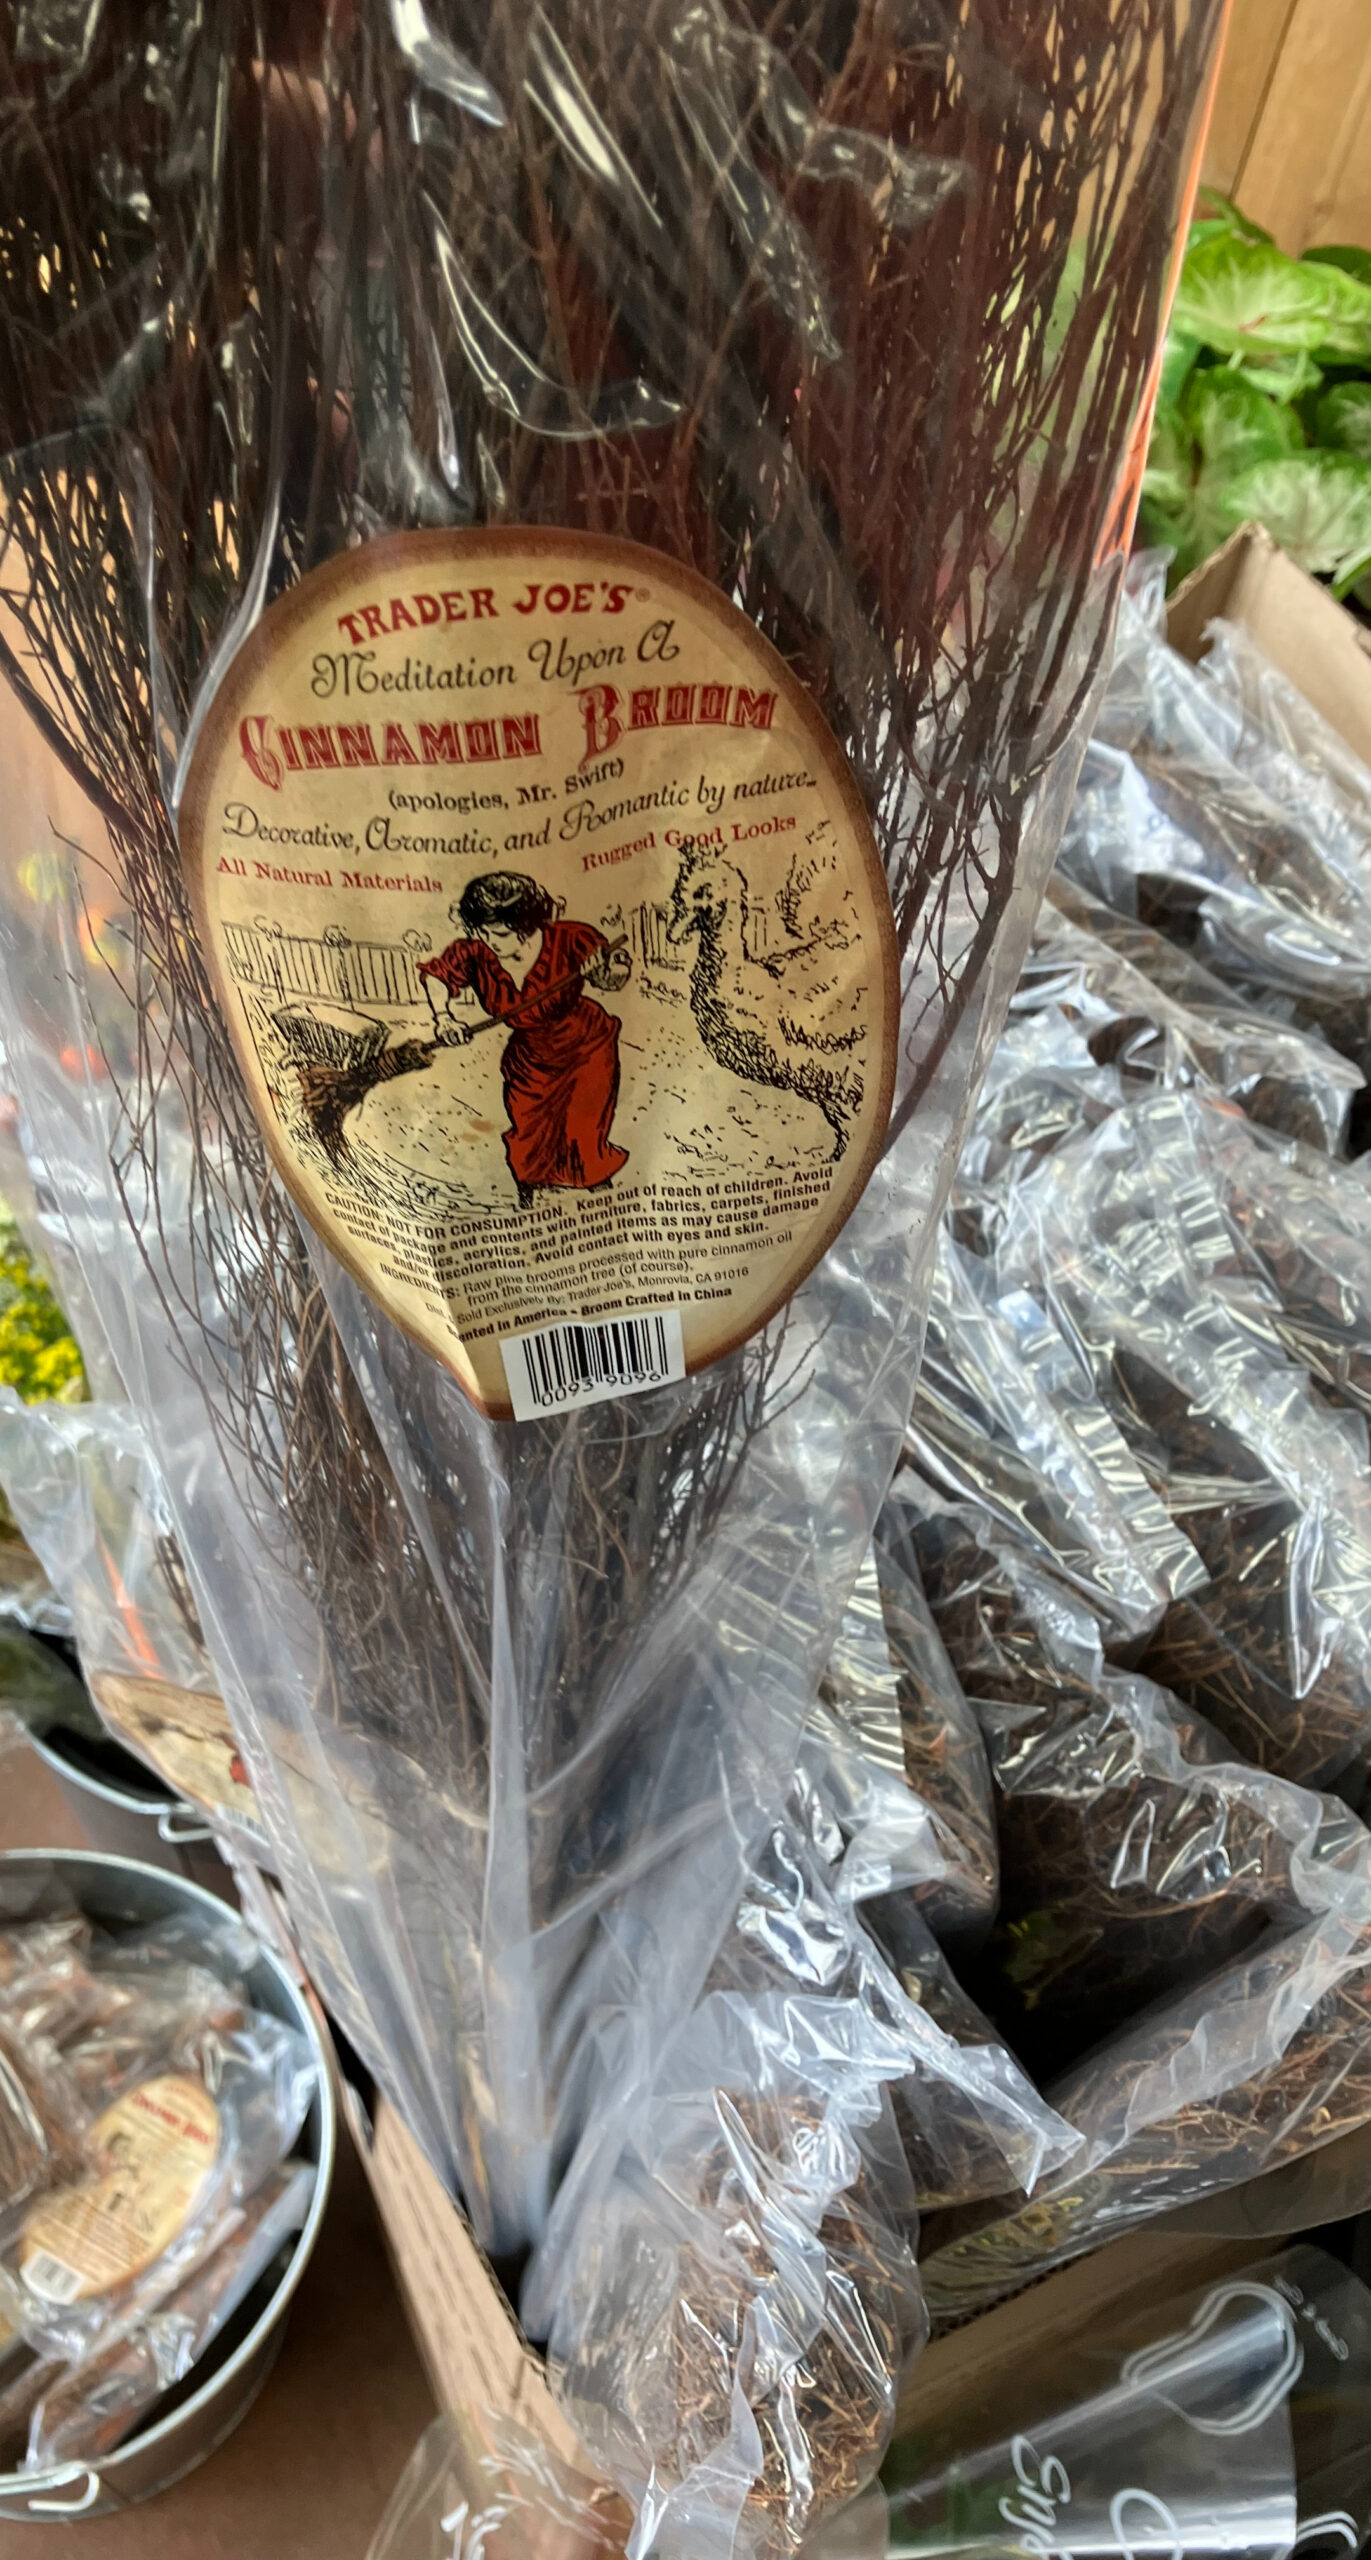 TRADER JOE'S®
Meditation Upon A
CINNAMON BROOM
(apologies, Mr. Swift)
Decorative, Aromatic, and Romantic by nature...
All Natural Materials
Rugged Good Looks
CAUTION: NOT FOR CONSUMPTION. Keep out of reach of children. Avoid
contact of package and contents with furniture, fabrics, carpets, finished
surfaces, plastics, acrylics, and painted items as may cause damage
and/or discoloration. Avoid contact with eyes and skin.
INGREDIENTS: Raw pine brooms processed with pure cinnamon oil
from the cinnamon tree (of course).
Sold Exclusively By: Trader Joe's, Monrovia, CA 91016
in America - Broom Crafted in China
0093 9096